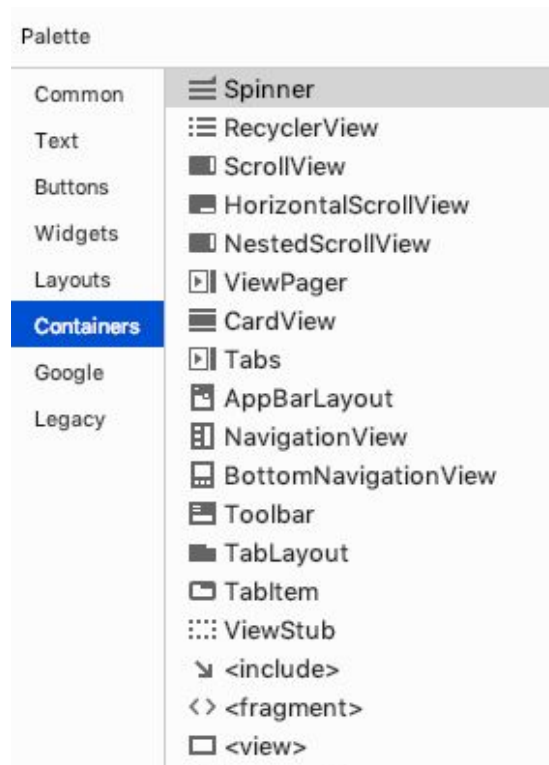 Palette
Common
Text
Buttons
Widgets
Layouts
Containers
Google
Legacy
Spinner
RecyclerView
ScrollView
HorizontalScrollView
NestedScrollView
ViewPager
CardView
Tabs
AppBarLayout
NavigationView
BottomNavigationView
Toolbar
TabLayout
TabItem
ViewStub
<include>
<fragment>
<view>